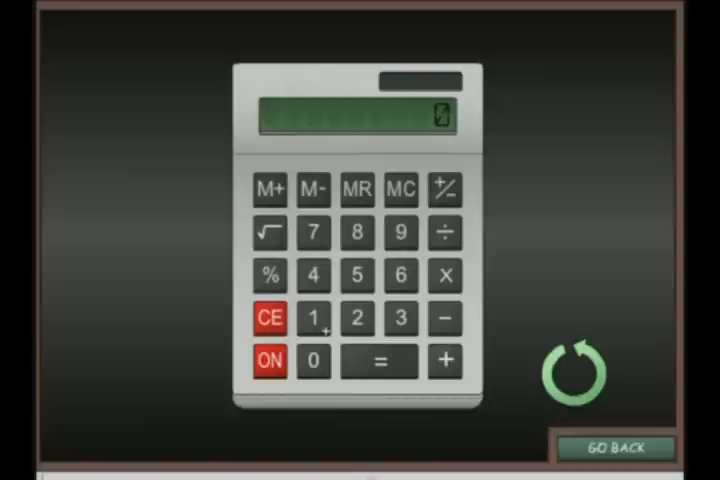 0
M+ M- MR MC +/−
√ 7 8 9 ÷
% 4 5 6 X
CE 1 2 3 −
ON 0 = +
GO BACK